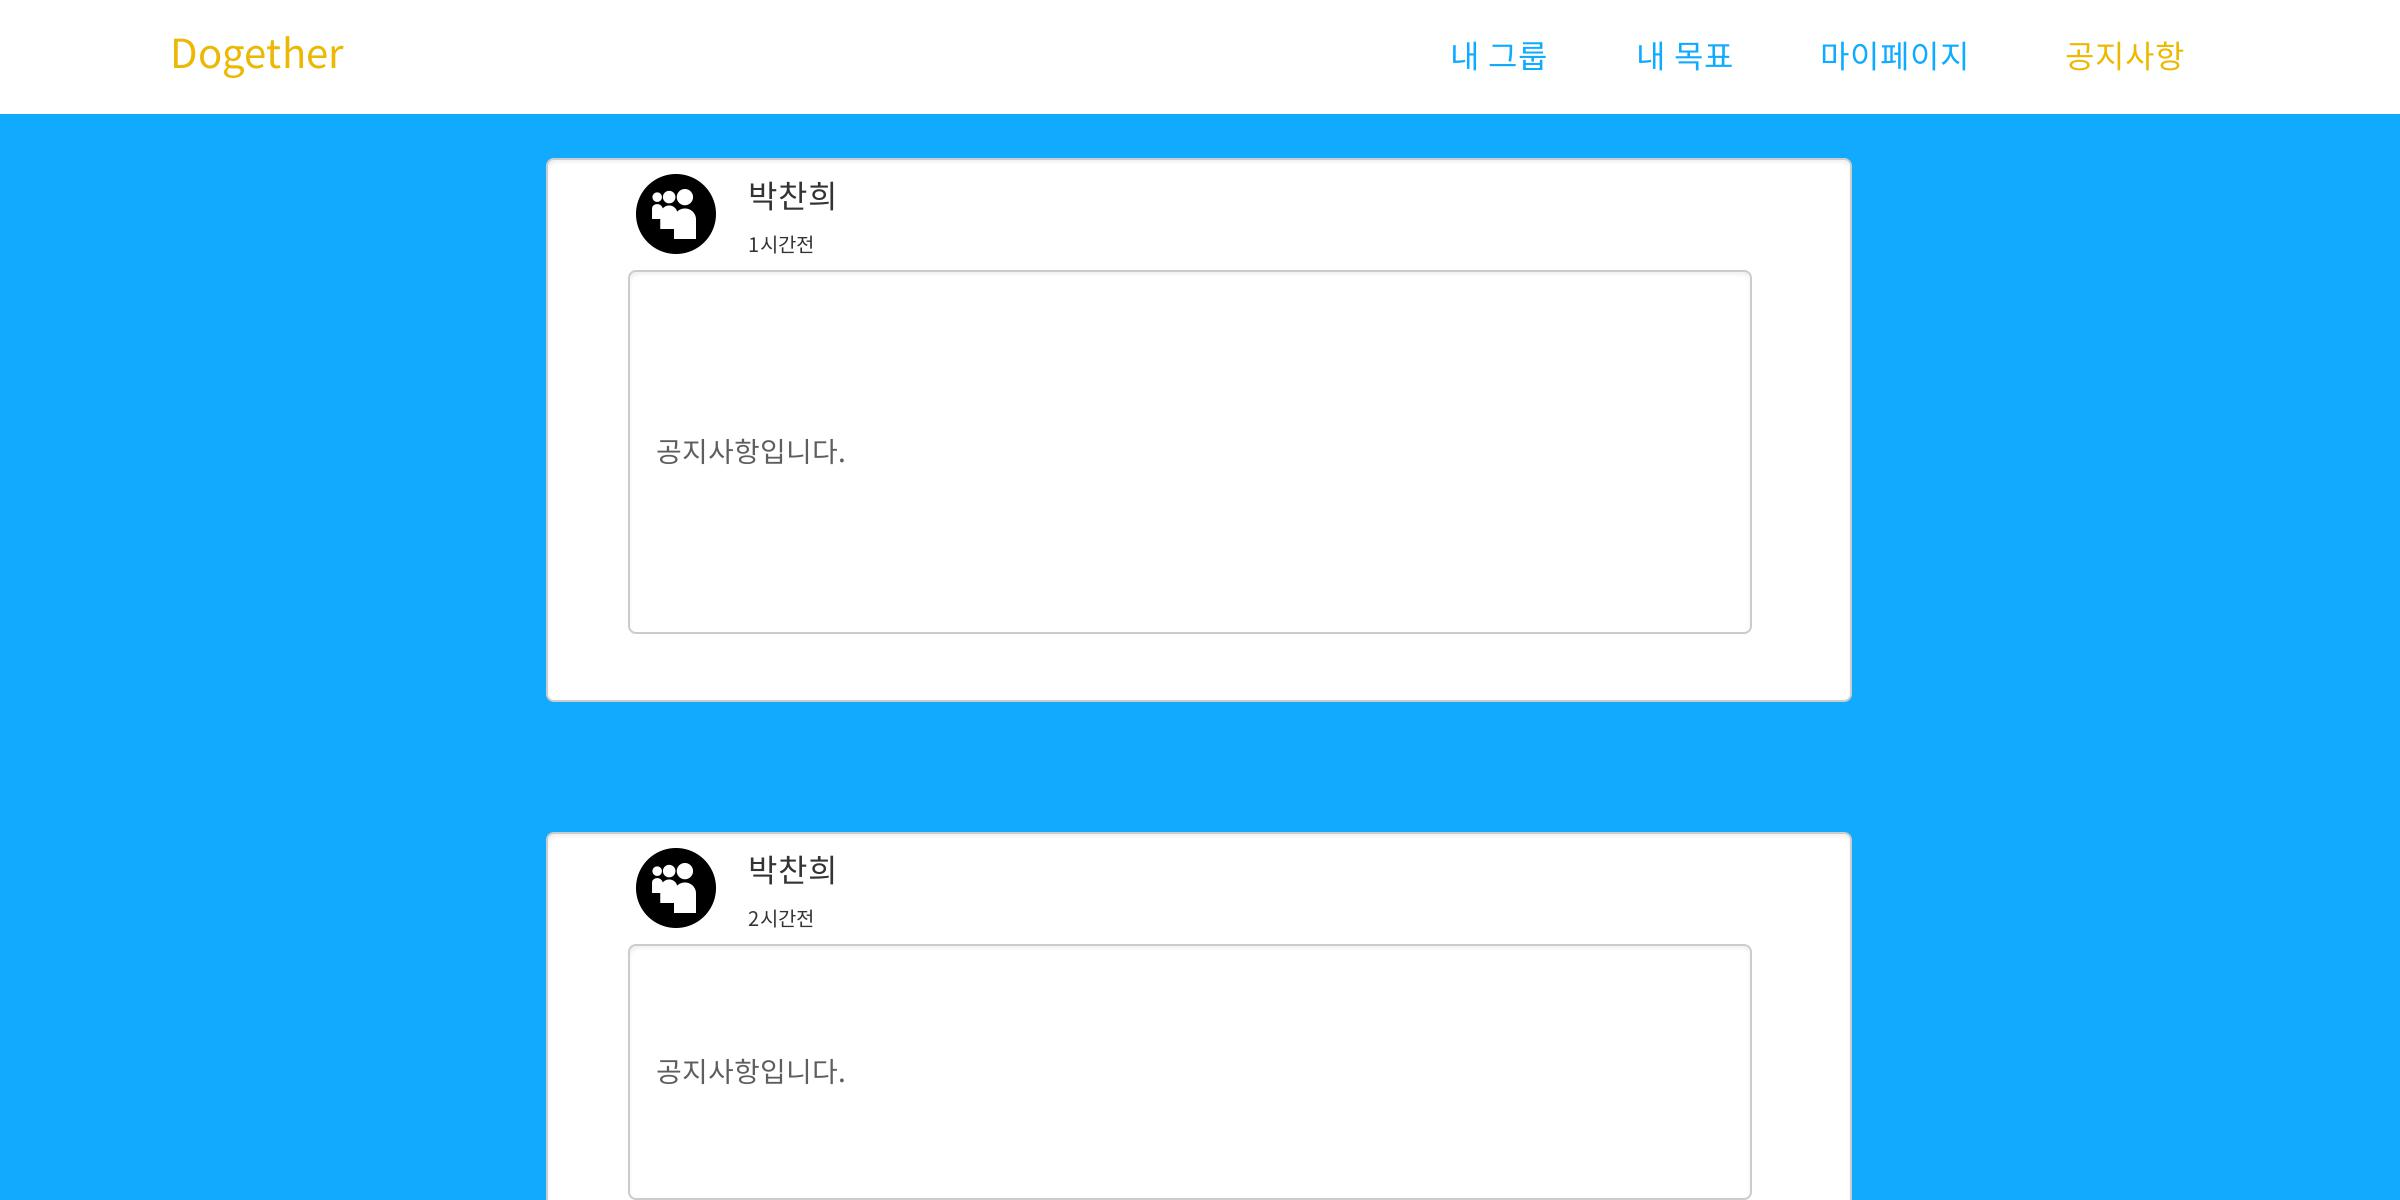 Dogether
내 그룹
내 목표
마이페이지
공지사항
박찬희
1시간전
공지사항입니다.
박찬희
2시간전
공지사항입니다.